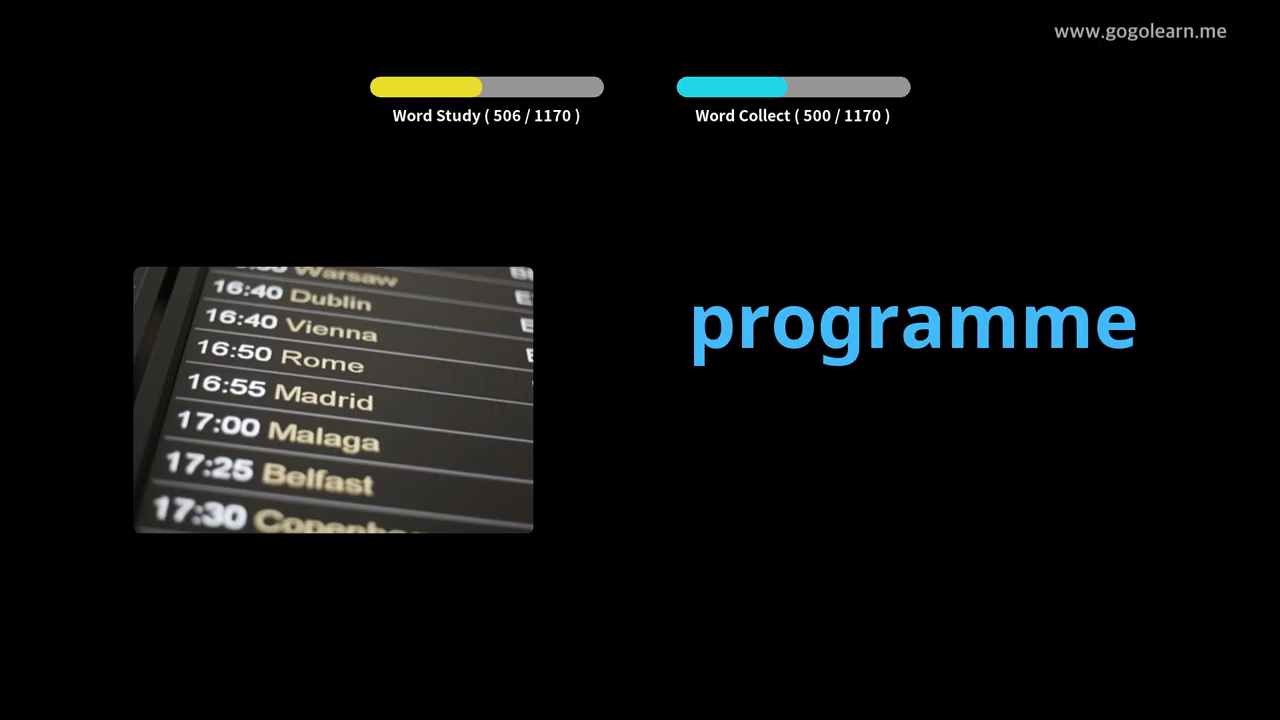 www.gogolearn.me
Word Study ( 506 / 1170 )
Word Collect ( 500 / 1170 )
Warsaw
16:40 Dublin
16:40 Vienna
16:50 Rome
16:55 Madrid
17:00 Malaga
17:25 Belfast
17:30
programme